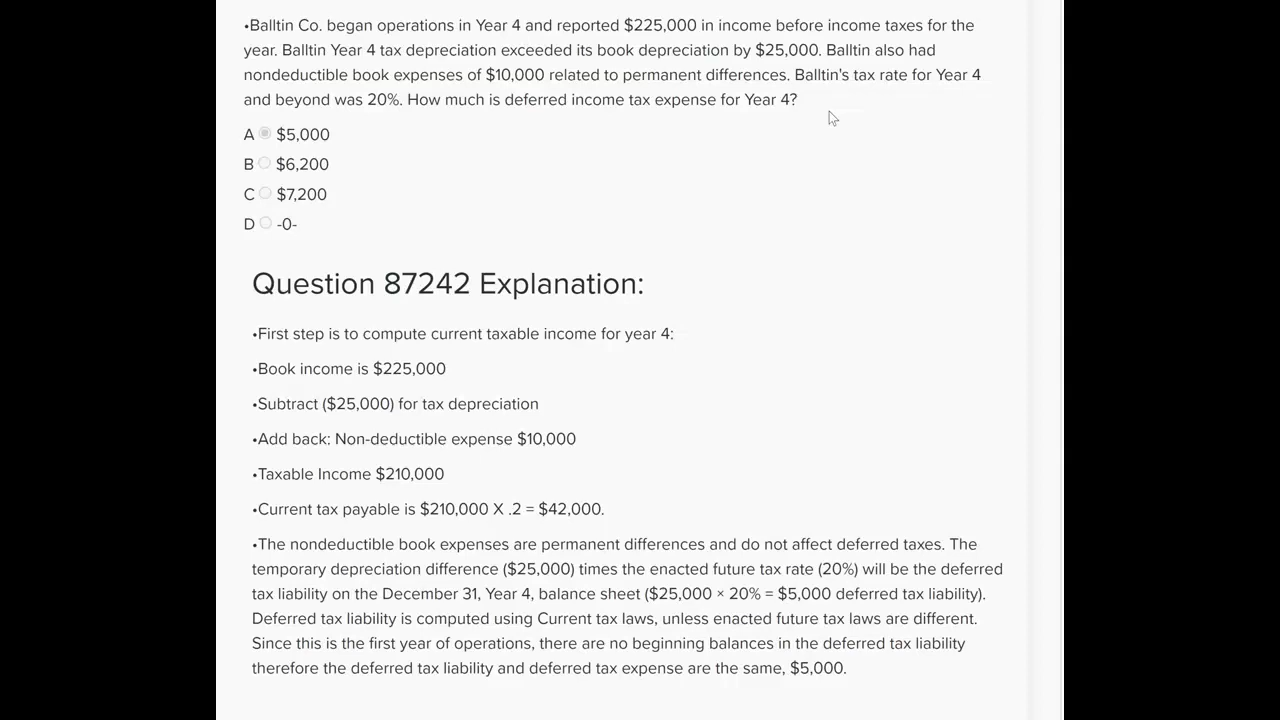 •Balltin Co. began operations in Year 4 and reported $225,000 in income before income taxes for the
year. Balltin Year 4 tax depreciation exceeded its book depreciation by $25,000. Balltin also had
nondeductible book expenses of $10,000 related to permanent differences. Balltin's tax rate for Year 4
and beyond was 20%. How much is deferred income tax expense for Year 4?
A $5,000
B $6,200
C $7,200
D -0-
Question 87242 Explanation:
•First step is to compute current taxable income for year 4:
•Book income is $225,000
•Subtract ($25,000) for tax depreciation
•Add back: Non-deductible expense $10,000
•Taxable Income $210,000
•Current tax payable is $210,000 X .2 = $42,000.
•The nondeductible book expenses are permanent differences and do not affect deferred taxes. The
temporary depreciation difference ($25,000) times the enacted future tax rate (20%) will be the deferred
tax liability on the December 31, Year 4, balance sheet ($25,000 × 20% = $5,000 deferred tax liability).
Deferred tax liability is computed using Current tax laws, unless enacted future tax laws are different.
Since this is the first year of operations, there are no beginning balances in the deferred tax liability
therefore the deferred tax liability and deferred tax expense are the same, $5,000.